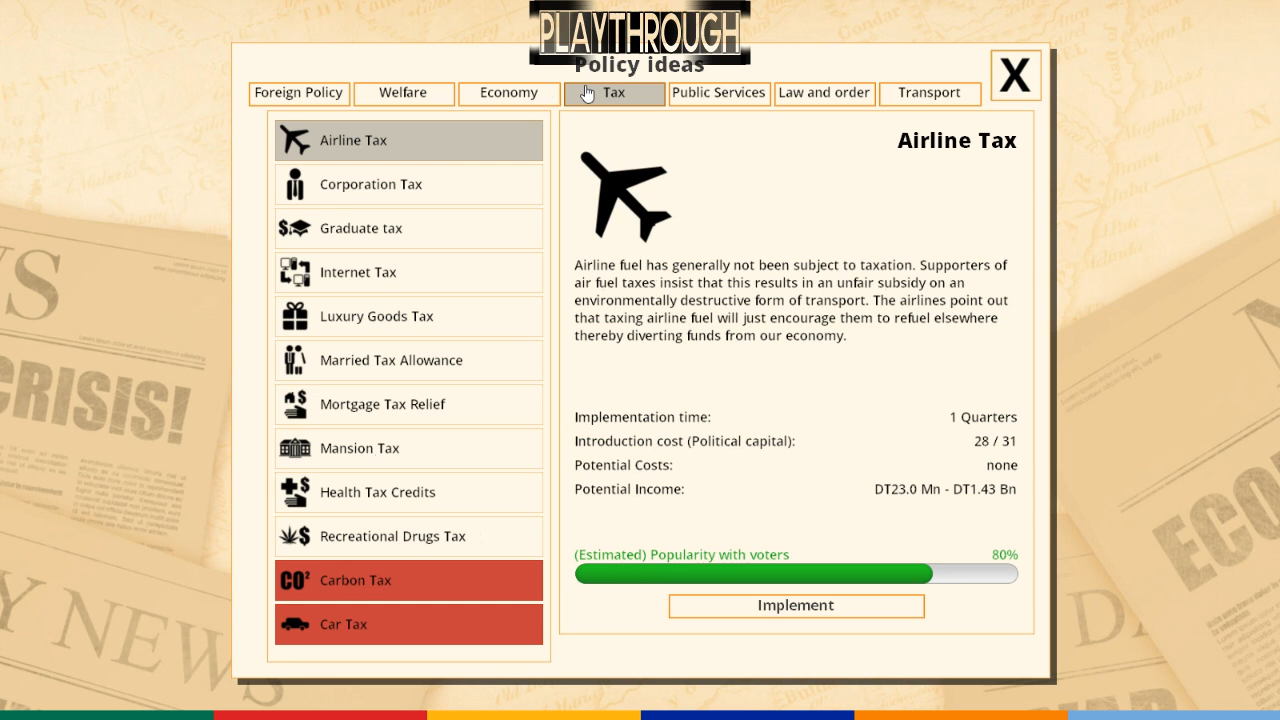 PLAYTHROUGH
Policy ideas
X
Foreign Policy
Welfare
Economy
Tax
Public Services
Law and order
Transport
Airline Tax
Corporation Tax
Graduate tax
Internet Tax
Luxury Goods Tax
Married Tax Allowance
Mortgage Tax Relief
Mansion Tax
Health Tax Credits
Recreational Drugs Tax
CO² Carbon Tax
Car Tax
Airline Tax
Airline fuel has generally not been subject to taxation. Supporters of
air fuel taxes insist that this results in an unfair subsidy on an
environmentally destructive form of transport. The airlines point out
that taxing airline fuel will just encourage them to refuel elsewhere
thereby diverting funds from our economy.
Implementation time: 1 Quarters
Introduction cost (Political capital): 28 / 31
Potential Costs: none
Potential Income: DT23.0 Mn - DT1.43 Bn
(Estimated) Popularity with voters 80%
Implement
CRISIS!